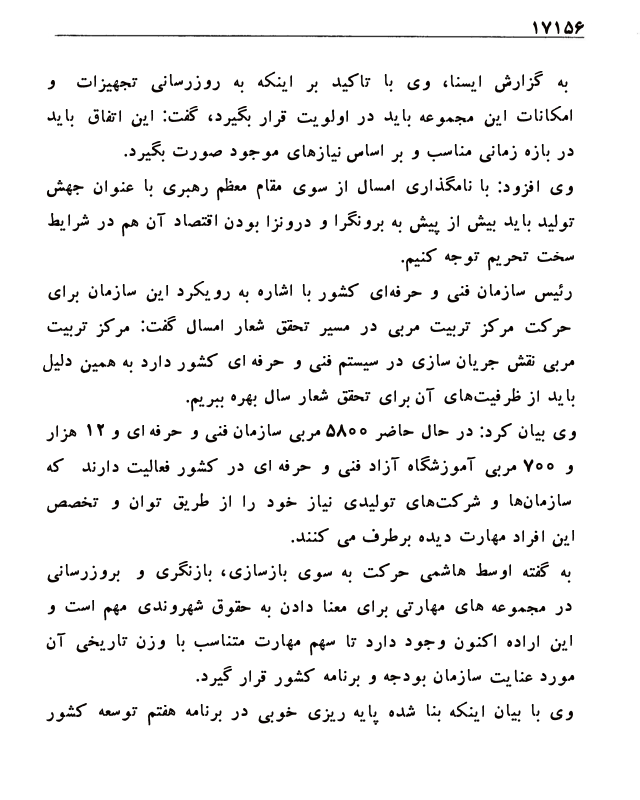 ۱۷۱۵۶
به گزارش ایسنا، وی با تاکید بر اینکه به روزرسانی تجهیزات و
امکانات این مجموعه باید در اولویت قرار بگیرد، گفت: این اتفاق باید
در بازه زمانی مناسب و بر اساس نیازهای موجود صورت بگیرد.
وی افزود: با نامگذاری امسال از سوی مقام معظم رهبری با عنوان جهش
تولید باید بیش از پیش به برونگرا و درونزا بودن اقتصاد آن هم در شرایط
سخت تحریم توجه کنیم.
رئیس سازمان فنی و حرفه‌ای کشور با اشاره به رویکرد این سازمان برای
حرکت مرکز تربیت مربی در مسیر تحقق شعار امسال گفت: مرکز تربیت
مربی نقش جریان سازی در سیستم فنی و حرفه ای کشور دارد به همین دلیل
باید از ظرفیت‌های آن برای تحقق شعار سال بهره ببریم.
وی بیان کرد: در حال حاضر ۵۸۰۰ مربی سازمان فنی و حرفه ای و ۱۲ هزار
و ۷۰۰ مربی آموزشگاه آزاد فنی و حرفه ای در کشور فعالیت دارند که
سازمان‌ها و شرکت‌های تولیدی نیاز خود را از طریق توان و تخصص
این افراد مهارت دیده برطرف می کنند.
به گفته اوسط هاشمی حرکت به سوی بازسازی، بازنگری و بروزرسانی
در مجموعه های مهارتی برای معنا دادن به حقوق شهروندی مهم است و
این اراده اکنون وجود دارد تا سهم مهارت متناسب با وزن تاریخی آن
مورد عنایت سازمان بودجه و برنامه کشور قرار گیرد.
وی با بیان اینکه بنا شده پایه ریزی خوبی در برنامه هفتم توسعه کشور